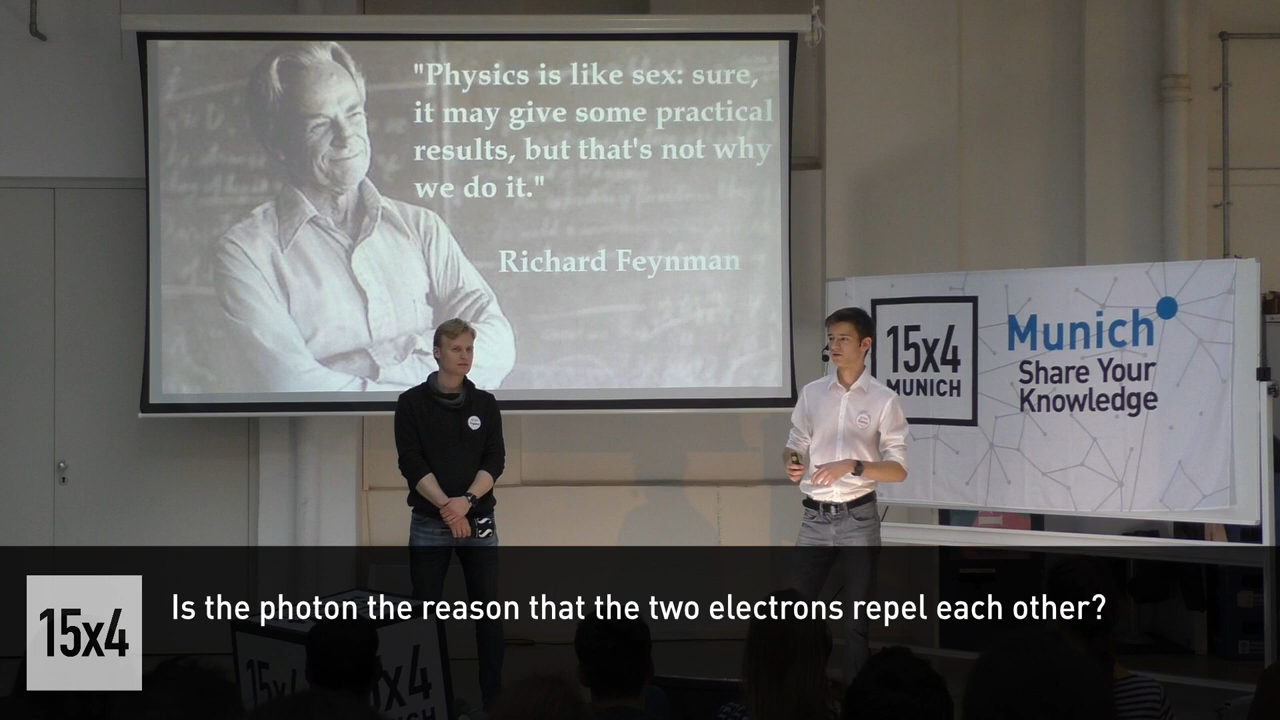 "Physics is like sex: sure,
it may give some practical
results, but that's not why
we do it."
Richard Feynman
15x4
MUNICH
Munich
Share Your
Knowledge
15x4
Is the photon the reason that the two electrons repel each other?